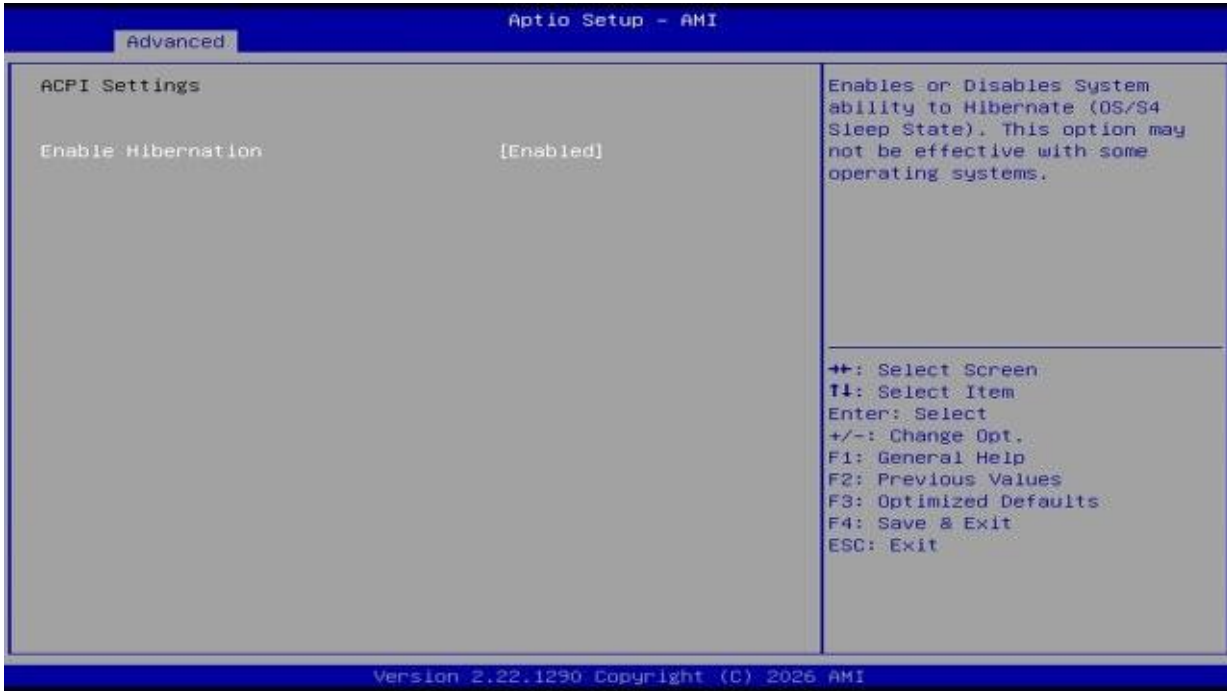 Aptio Setup - AMI
Advanced
ACPI Settings
Enable Hibernation [Enabled]
Enables or Disables System
ability to Hibernate (OS/S4
Sleep State). This option may
not be effective with some
operating systems.
→←: Select Screen
↑↓: Select Item
Enter: Select
+/-: Change Opt.
F1: General Help
F2: Previous Values
F3: Optimized Defaults
F4: Save & Exit
ESC: Exit
Version 2.22.1290 Copyright (C) 2026 AMI